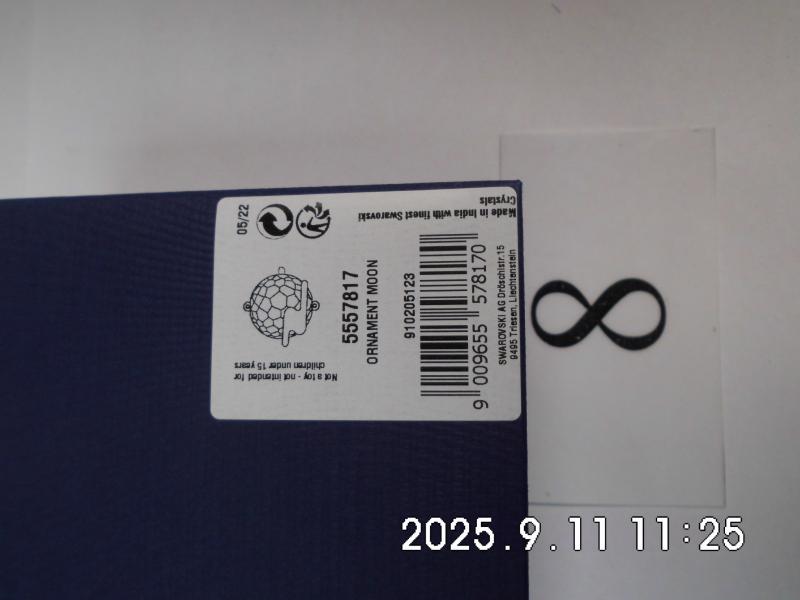 05/22
Made in India with finest Swarovski
Crystals
5557817
ORNAMENT MOON
910205123
Not a toy - not intended for
children under 15 years
9 009655 578170
SWAROVSKI AG Dröschistr.15
9495 Triesen, Liechtenstein
2025.9.11 11:25